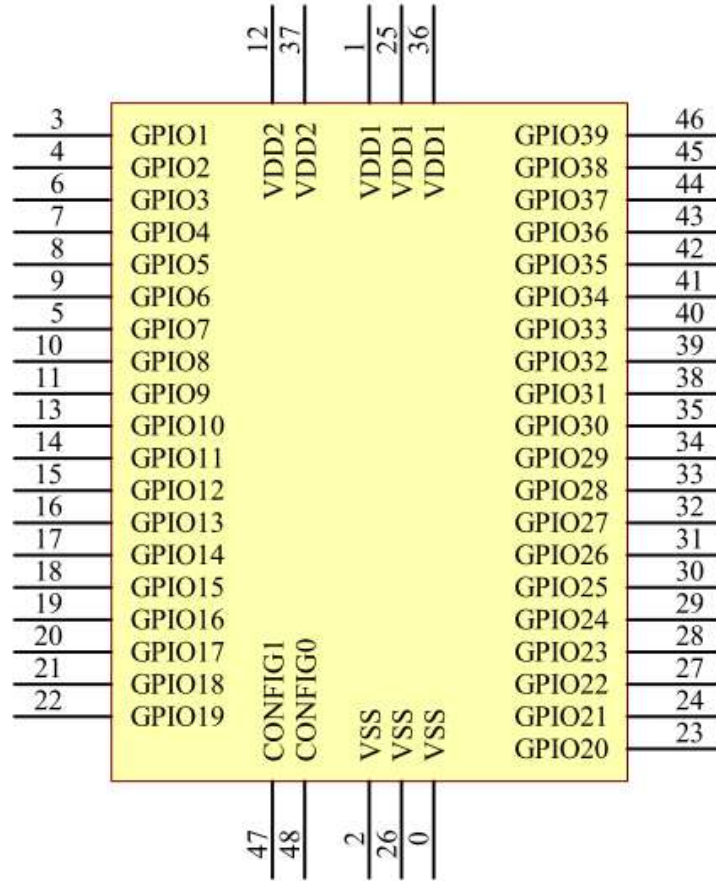 12 37 1 25 36
VDD2 VDD2 VDD1 VDD1 VDD1
3 GPIO1 GPIO39 46
4 GPIO2 GPIO38 45
6 GPIO3 GPIO37 44
7 GPIO4 GPIO36 43
8 GPIO5 GPIO35 42
9 GPIO6 GPIO34 41
5 GPIO7 GPIO33 40
10 GPIO8 GPIO32 39
11 GPIO9 GPIO31 38
13 GPIO10 GPIO30 35
14 GPIO11 GPIO29 34
15 GPIO12 GPIO28 33
16 GPIO13 GPIO27 32
17 GPIO14 GPIO26 31
18 GPIO15 GPIO25 30
19 GPIO16 GPIO24 29
20 GPIO17 GPIO23 28
21 GPIO18 GPIO22 27
22 GPIO19 GPIO21 24
GPIO20 23
CONFIG1 CONFIG0 VSS VSS VSS
47 48 2 26 0